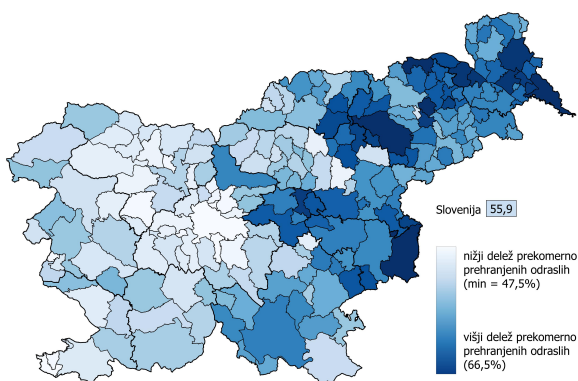 Slovenija 55,9
nižji delež prekomerno
prehranjenih odraslih
(min = 47,5%)
višji delež prekomerno
prehranjenih odraslih
(66,5%)